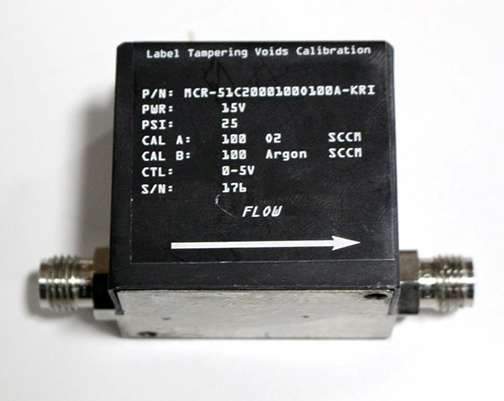 Label Tampering Voids Calibration
P/N: MCR-51C200010O0100A-KRI
PWR: 15V
PSI: 25
CAL A: 100 O2 SCCM
CAL B: 100 Argon SCCM
CTL: 0-5V
S/N: 176
FLOW